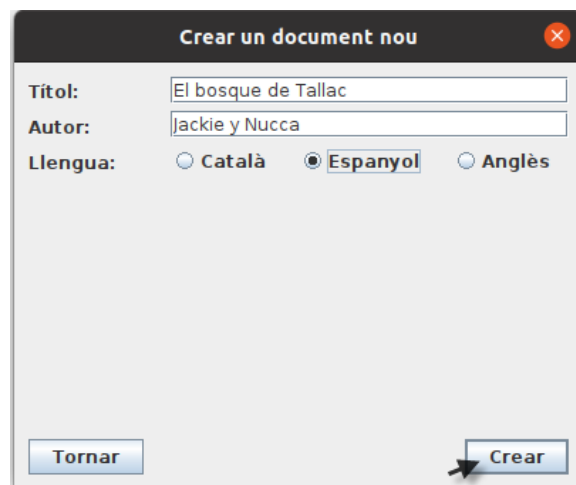 Crear un document nou
Títol: El bosque de Tallac
Autor: Jackie y Nucca
Llengua: Català Espanyol Anglès
Tornar Crear